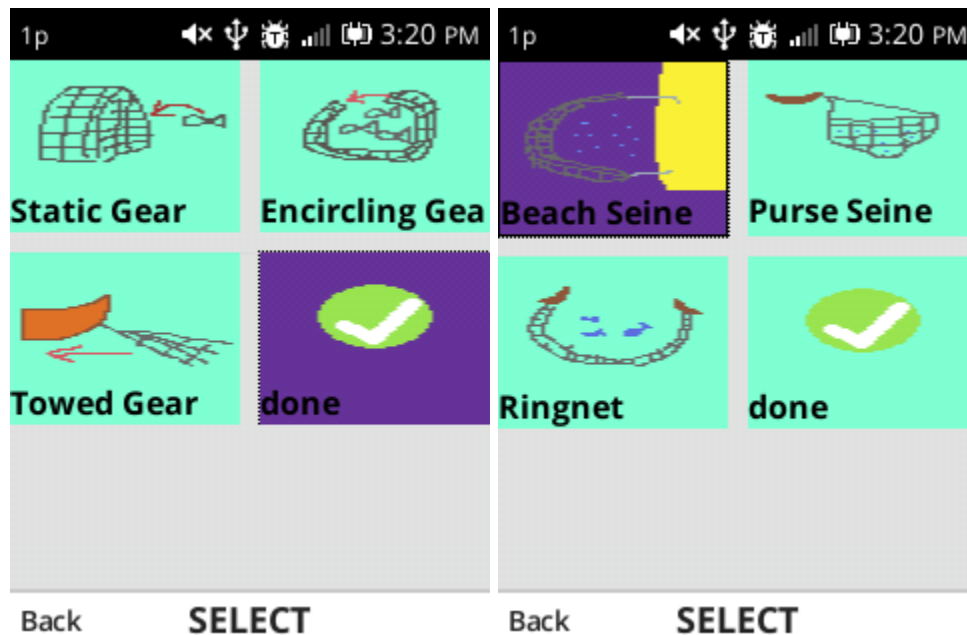 1p 3:20 PM
Static Gear Encircling Gea
Towed Gear done
Back SELECT
1p 3:20 PM
Beach Seine Purse Seine
Ringnet done
Back SELECT